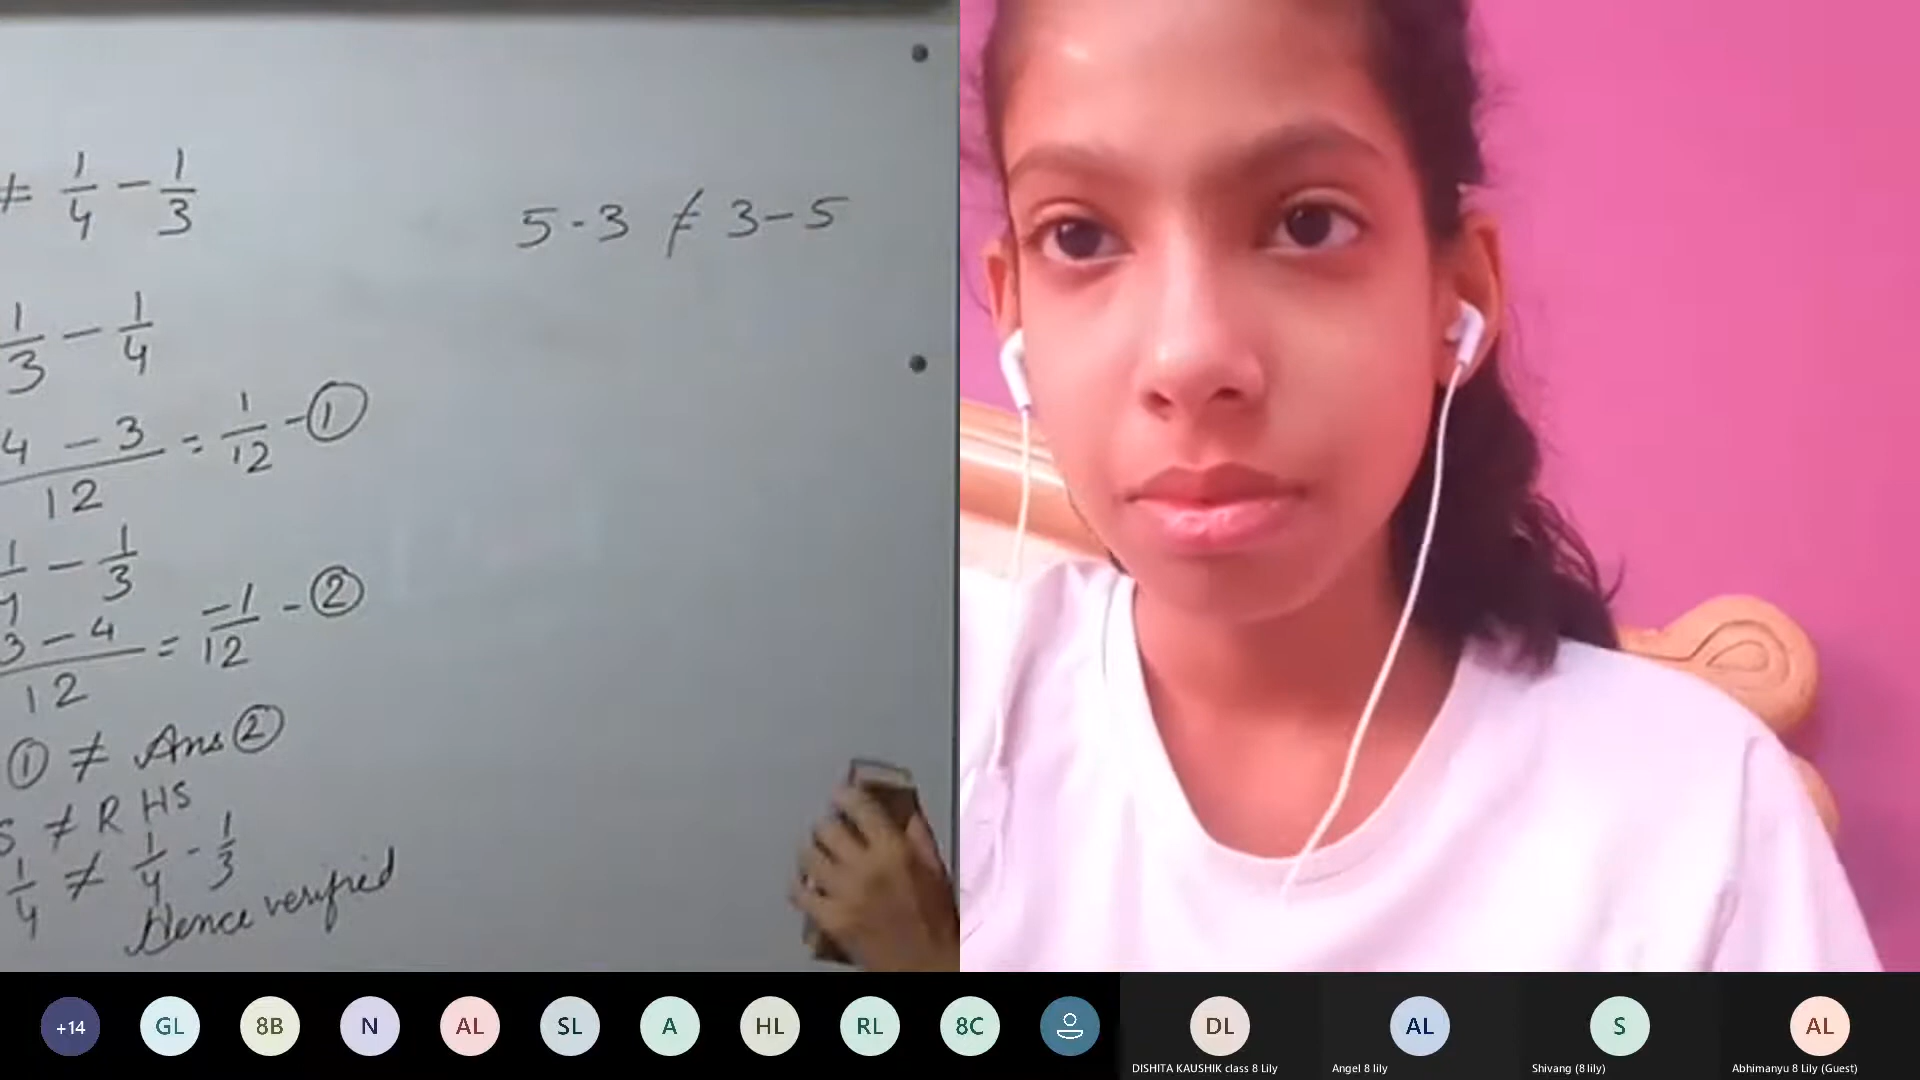 ≠ 1/4 - 1/3
5 - 3 ≠ 3 - 5
1/3 - 1/4
4 - 3 / 12 = 1/12 - ①
1/4 - 1/3
3 - 4 / 12 = -1/12 - ②
① ≠ Ans ②
S ≠ R HS
1/4 ≠ 1/4 - 1/3
Hence verified
+14 GL 8B N AL SL A HL RL 8C DL AL S AL
DISHITA KAUSHIK class 8 Lily Angel 8 lily Shivang (8 lily) Abhimanyu 8 Lily (Guest)